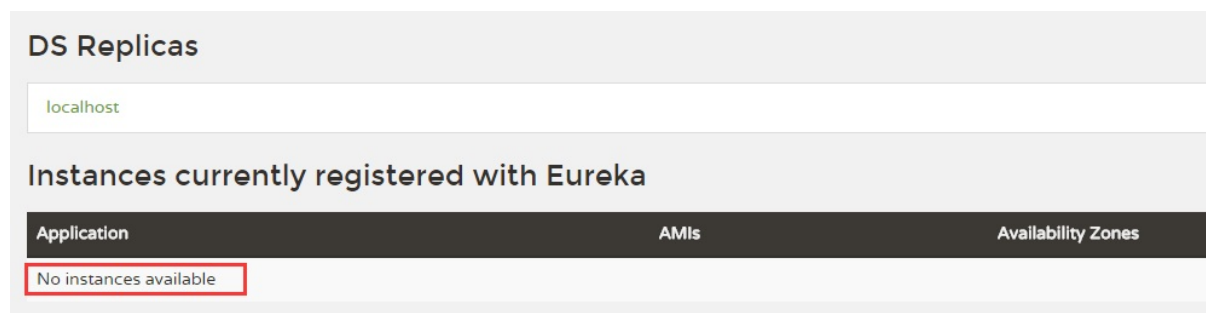 DS Replicas
localhost
Instances currently registered with Eureka
Application AMIs Availability Zones
No instances available